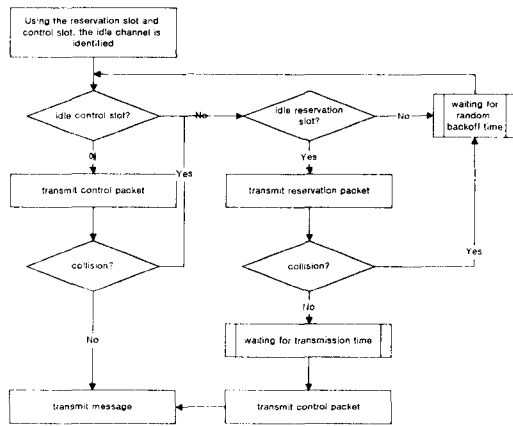 Using the reservation slot and
control slot, the idle channel is
identified
idle control slot?
No
idle reservation
slot?
No
waiting for
random
backoff time
Yes
Yes
transmit control packet
transmit reservation packet
collision?
collision?
Yes
No
No
waiting for transmission time
transmit message
transmit control packet